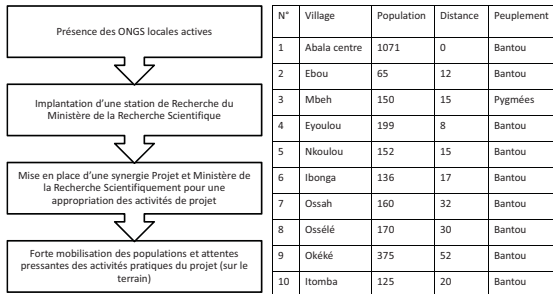 Présence des ONGS locales actives
Implantation d'une station de Recherche du
Ministère de la Recherche Scientifique
Mise en place d'une synergie Projet et Ministère de
la Recherche Scientifiquement pour une
appropriation des activités de projet
Forte mobilisation des populations et attentes
pressantes des activités pratiques du projet (sur le
terrain)
N° Village Population Distance Peuplement
1 Abala centre 1071 0 Bantou
2 Ebou 65 12 Bantou
3 Mbeh 150 15 Pygmées
4 Eyoulou 199 8 Bantou
5 Nkoulou 152 15 Bantou
6 Ibonga 136 17 Bantou
7 Ossah 160 32 Bantou
8 Ossélé 170 30 Bantou
9 Okéké 375 52 Bantou
10 Itomba 125 20 Bantou